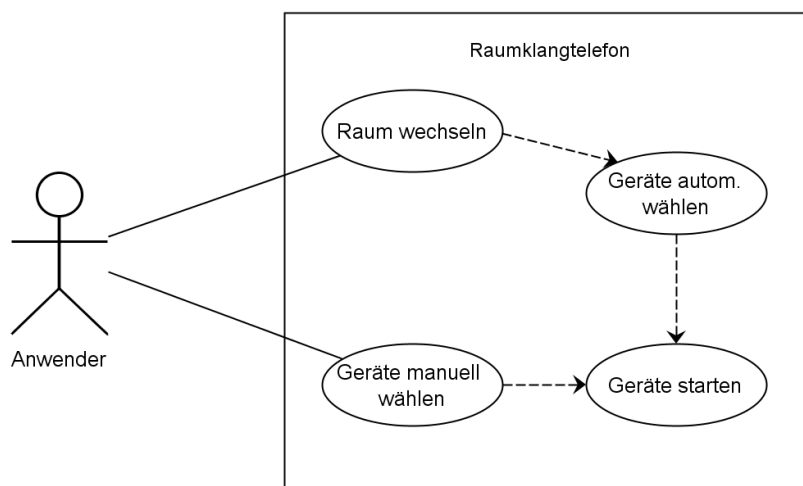 Raumklangtelefon
Raum wechseln
Geräte autom.
wählen
Anwender
Geräte manuell
wählen
Geräte starten